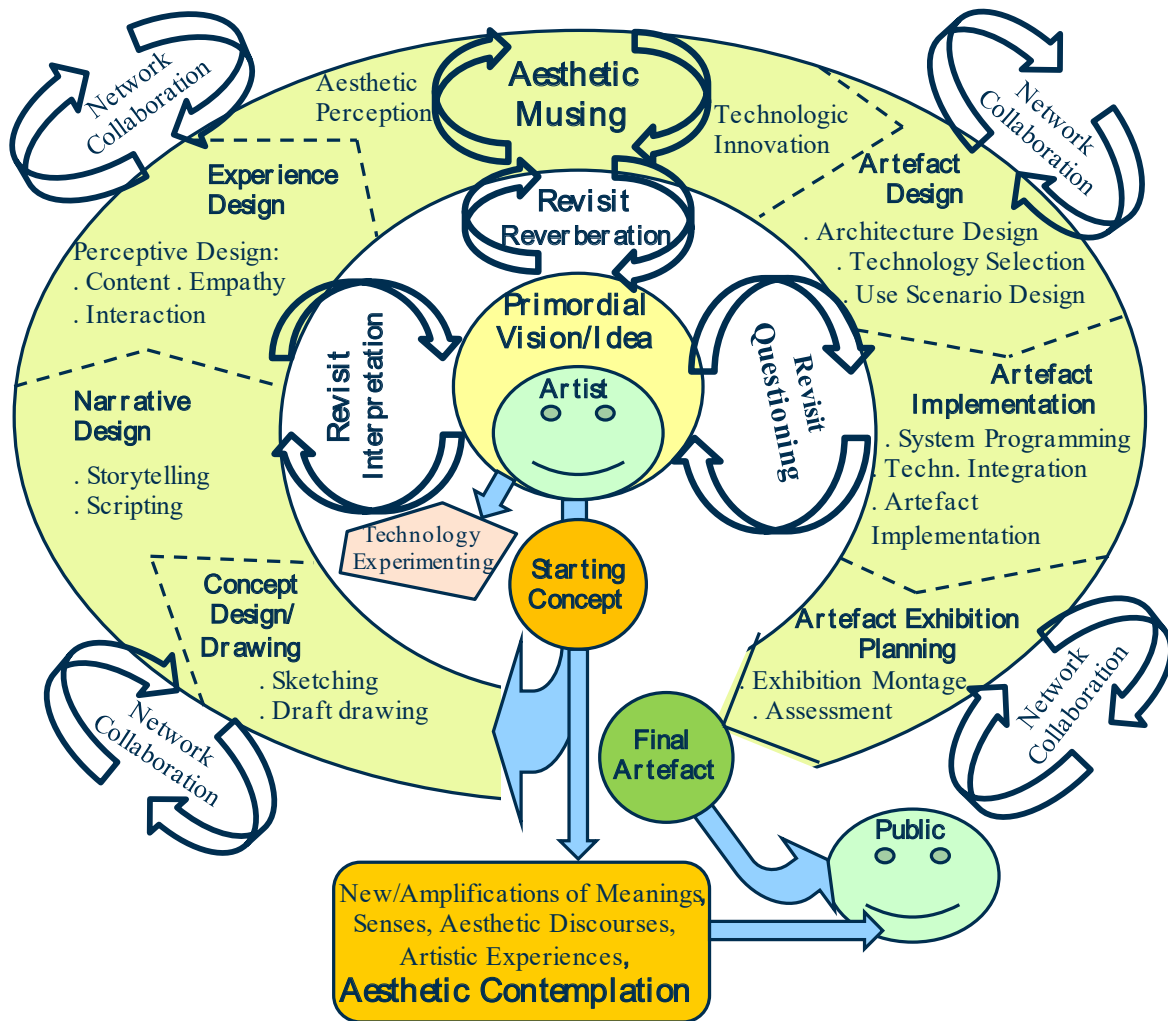 Network
Collaboration
Aesthetic
Perception
Aesthetic
Musing
Technologic
Innovation
Network
Collaboration
Experience
Design
Perceptive Design:
. Content . Empathy
. Interaction
Revisit
Reverberation
Artefact
Design
. Architecture Design
. Technology Selection
. Use Scenario Design
Primordial
Vision/Idea
Artist
Revisit
Interpretation
Revisit
Questioning
Narrative
Design
. Storytelling
. Scripting
Artefact
Implementation
. System Programming
. Techn. Integration
. Artefact
Implementation
Technology
Experimenting
Starting
Concept
Concept
Design/
Drawing
. Sketching
. Draft drawing
Artefact Exhibition
Planning
. Exhibition Montage
. Assessment
Network
Collaboration
Network
Collaboration
Final
Artefact
Public
New/Amplifications of Meanings,
Senses, Aesthetic Discourses,
Artistic Experiences,
Aesthetic Contemplation